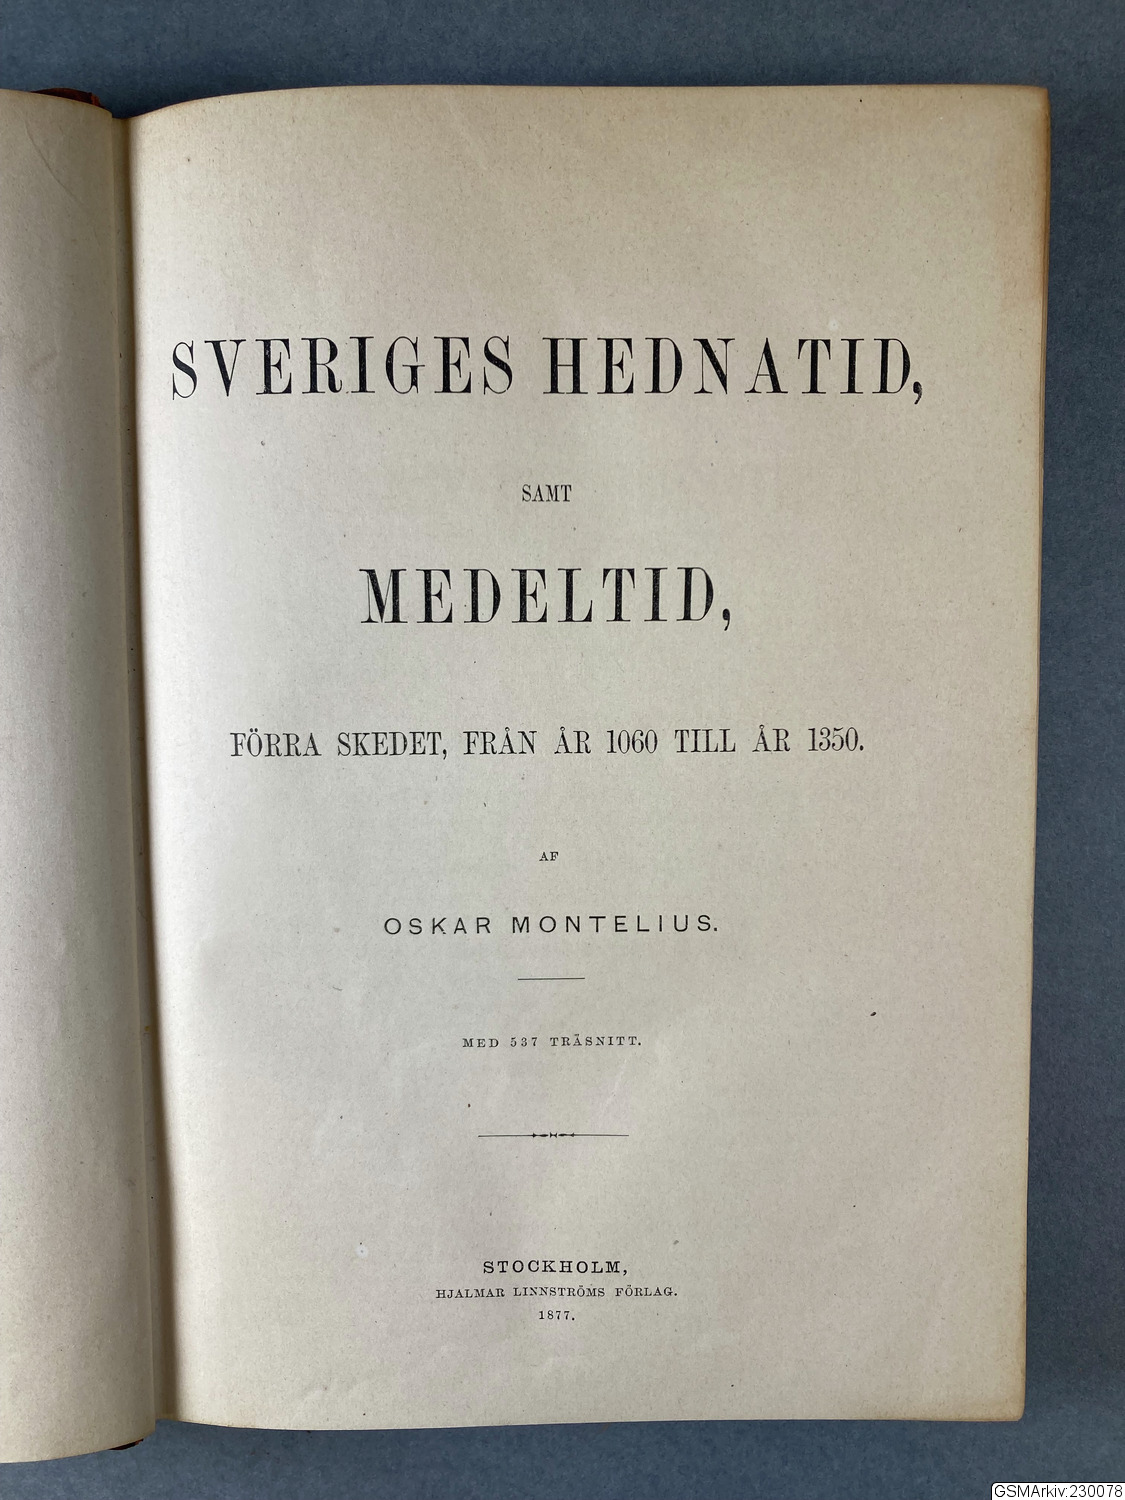 SVERIGES HEDNATID,
SAMT
MEDELTID,
FÖRRA SKEDET, FRÅN ÅR 1060 TILL ÅR 1350.
AF
OSKAR MONTELIUS.
MED 537 TRÄSNITT.
STOCKHOLM,
HJALMAR LINNSTRÖMS FÖRLAG.
1877.
GSMArkiv:230078